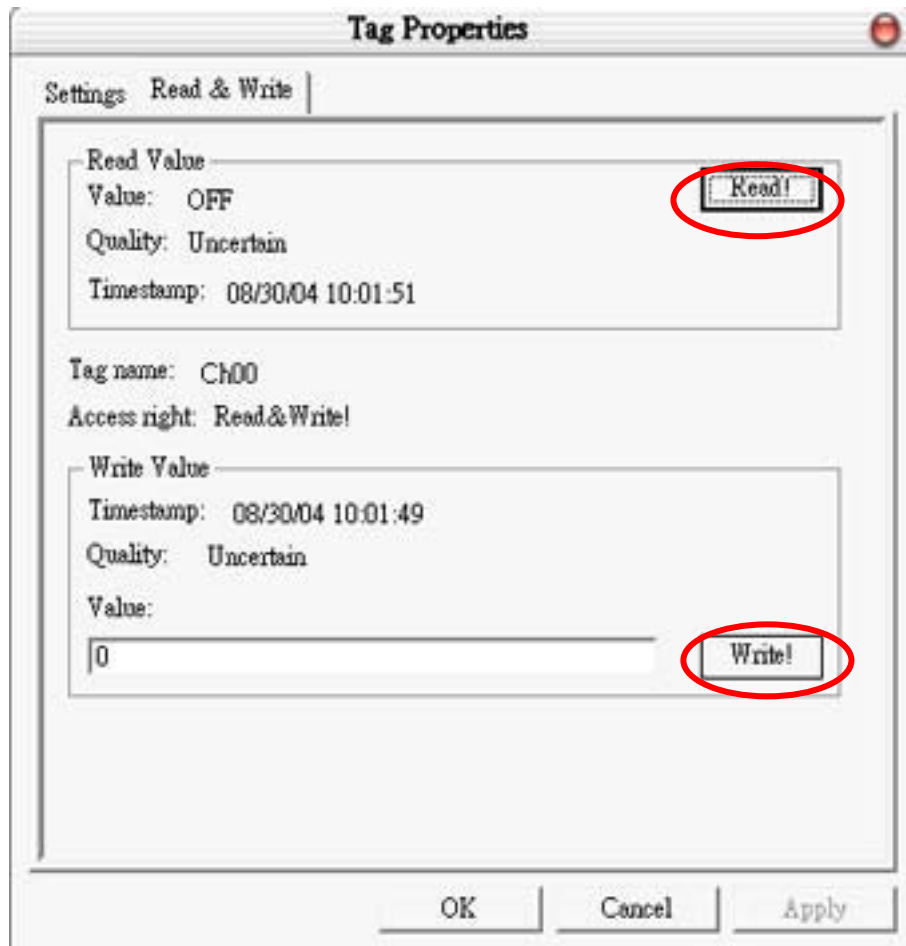 Tag Properties
Settings Read & Write
Read Value
Value: OFF Read!
Quality: Uncertain
Timestamp: 08/30/04 10:01:51
Tag name: Ch00
Access right: Read&Write!
Write Value
Timestamp: 08/30/04 10:01:49
Quality: Uncertain
Value:
0 Write!
OK Cancel Apply